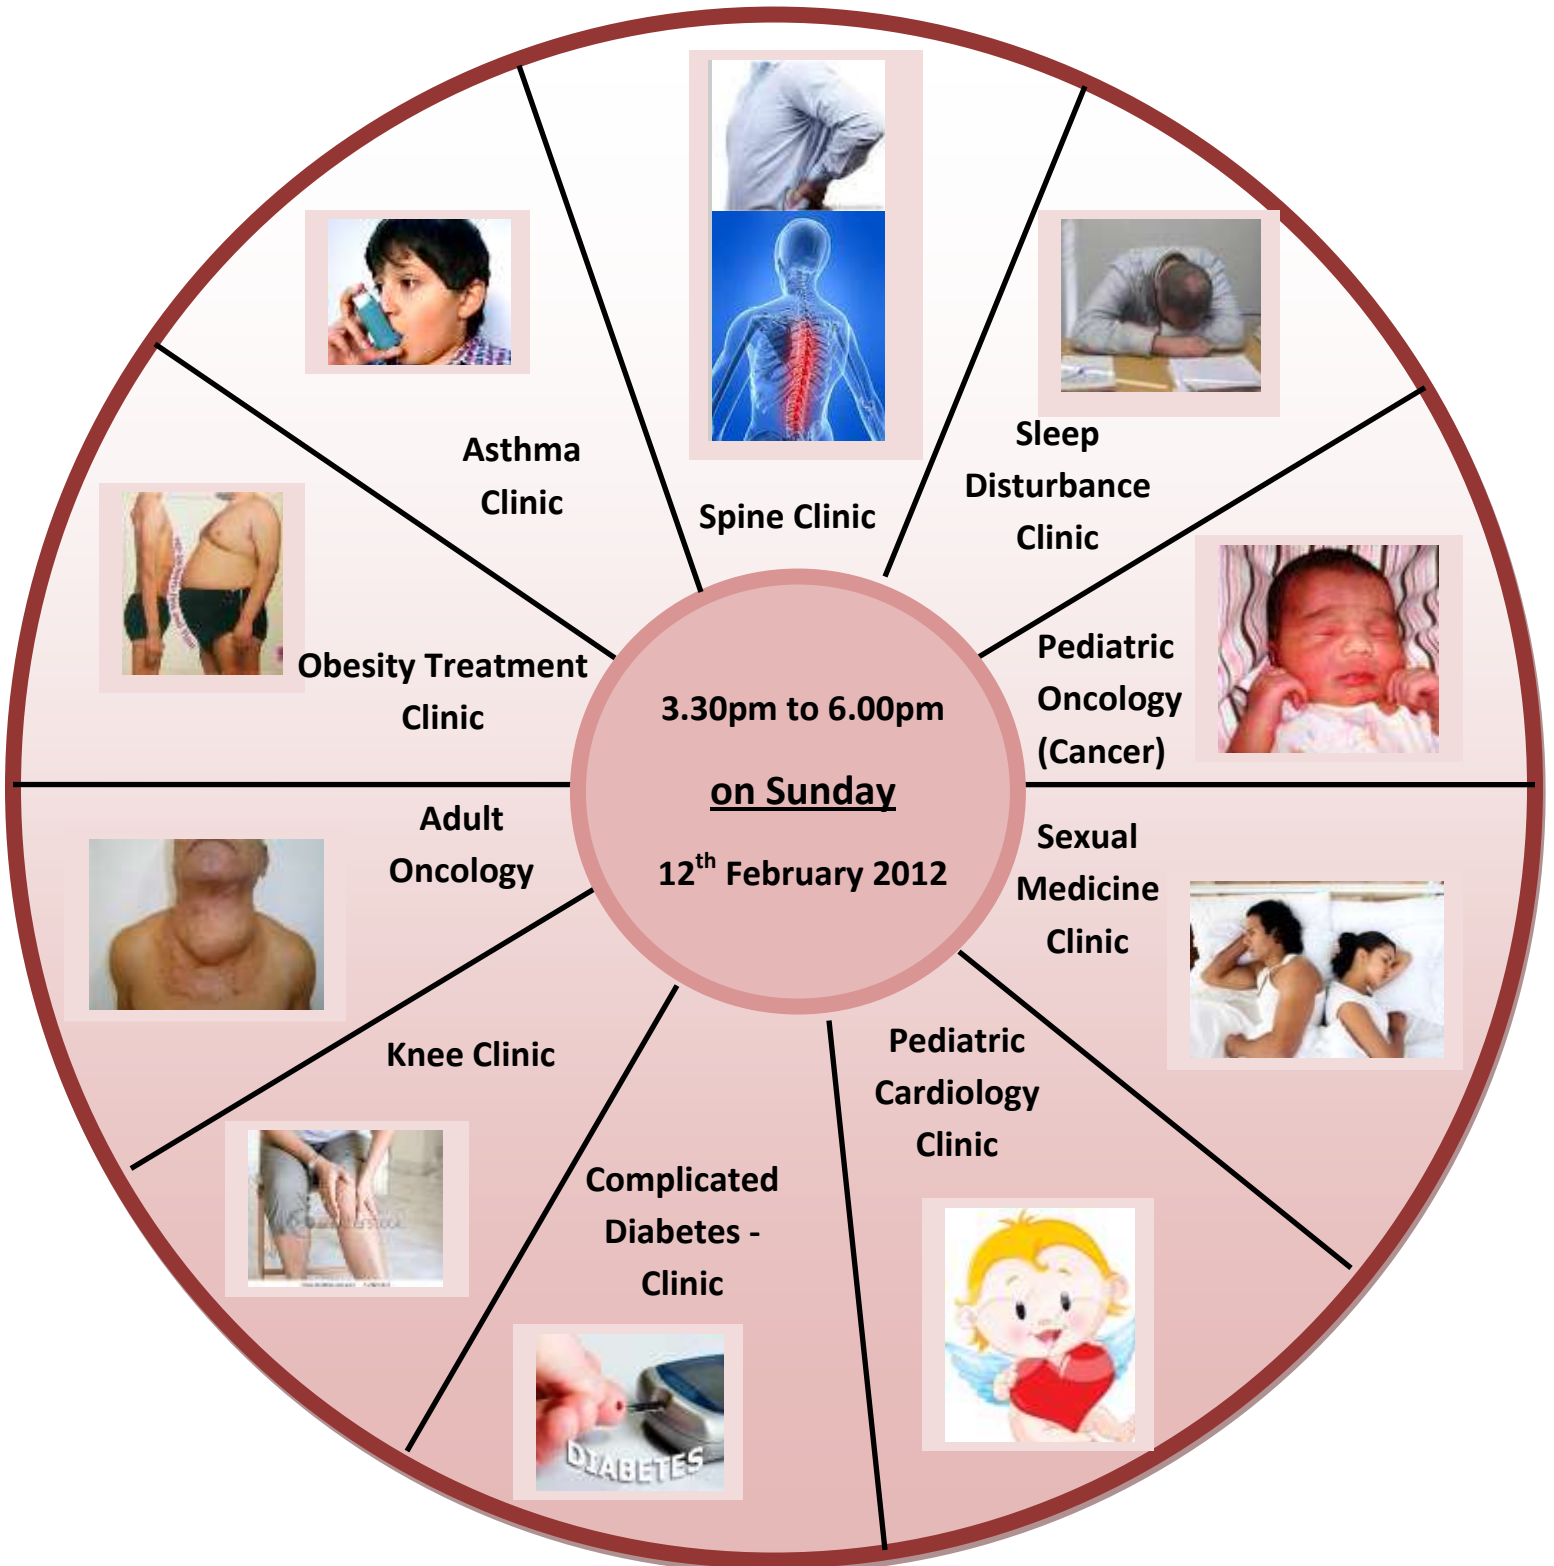 Spine Clinic
Sleep
Disturbance
Clinic
Pediatric
Oncology
(Cancer)
Sexual
Medicine
Clinic
Pediatric
Cardiology
Clinic
Complicated
Diabetes -
Clinic
DIABETES
Knee Clinic
Adult
Oncology
Obesity Treatment
Clinic
Asthma
Clinic
3.30pm to 6.00pm
on Sunday
12th February 2012